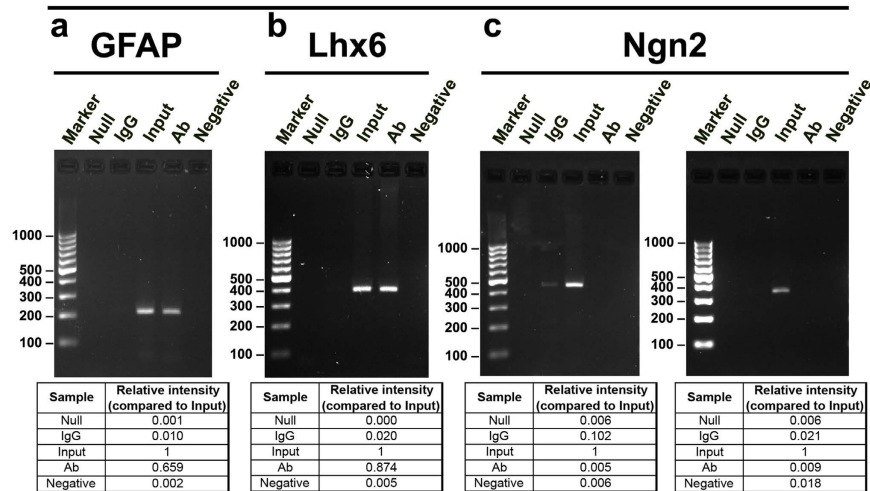 a
GFAP
Marker Null IgG Input Ab Negative
1000
500
400
300
200
100
Sample Relative intensity (compared to Input)
Null 0.001
IgG 0.010
Input 1
Ab 0.659
Negative 0.002
b
Lhx6
Marker Null IgG Input Ab Negative
1000
500
400
300
200
100
Sample Relative intensity (compared to Input)
Null 0.000
IgG 0.020
Input 1
Ab 0.874
Negative 0.005
c
Ngn2
Marker Null IgG Input Ab Negative
1000
500
400
300
200
100
Sample Relative intensity (compared to Input)
Null 0.006
IgG 0.102
Input 1
Ab 0.005
Negative 0.006
Marker Null IgG Input Ab Negative
1000
500
400
300
200
100
Sample Relative intensity (compared to Input)
Null 0.006
IgG 0.021
Input 1
Ab 0.009
Negative 0.018